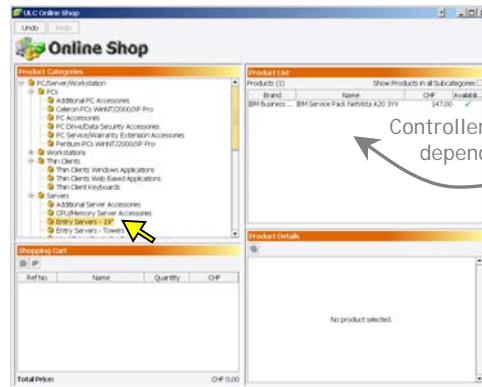 ULC Online Shop
Undo Redo
Online Shop
Product Categories
PC/Server/Workstation
PCs
Additional PC Accessories
Celeron PCs WinNT/2000/XP Pro
PC Accessories
PC Drive/Data Security Accessories
PC Service/Warranty Extension Accessories
Pentium PCs WinNT/2000/XP Pro
Workstations
Thin Clients
Thin Clients Windows Applications
Thin Clients Web Based Applications
Thin Client Keyboards
Servers
Additional Server Accessories
CPU/Memory Server Accessories
Entry Servers - 19"
Entry Servers - Towers
Product List
Products (1) Show Products in all Subcategories:
Brand Name CHF Availabili...
IBM Business ... IBM Service Pack NetVista A20 3YV 347,00
Controller
depend
Shopping Cart
Ref No. Name Quantity CHF
Total Price: CHF 0,00
Product Details
No product selected.